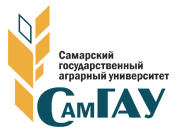 Самарский
государственный
аграрный университет
СамГАУ